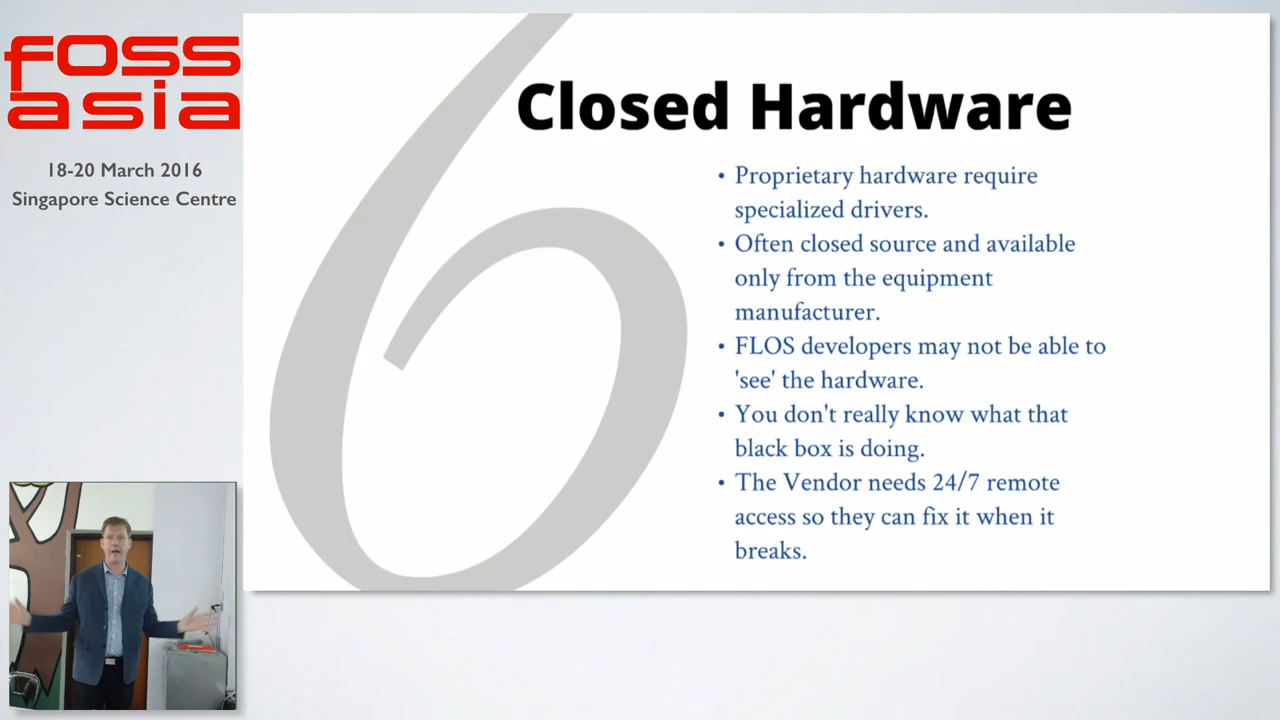 foss
asia
18-20 March 2016
Singapore Science Centre
6
Closed Hardware
• Proprietary hardware require
specialized drivers.
• Often closed source and available
only from the equipment
manufacturer.
• FLOS developers may not be able to
'see' the hardware.
• You don't really know what that
black box is doing.
• The Vendor needs 24/7 remote
access so they can fix it when it
breaks.